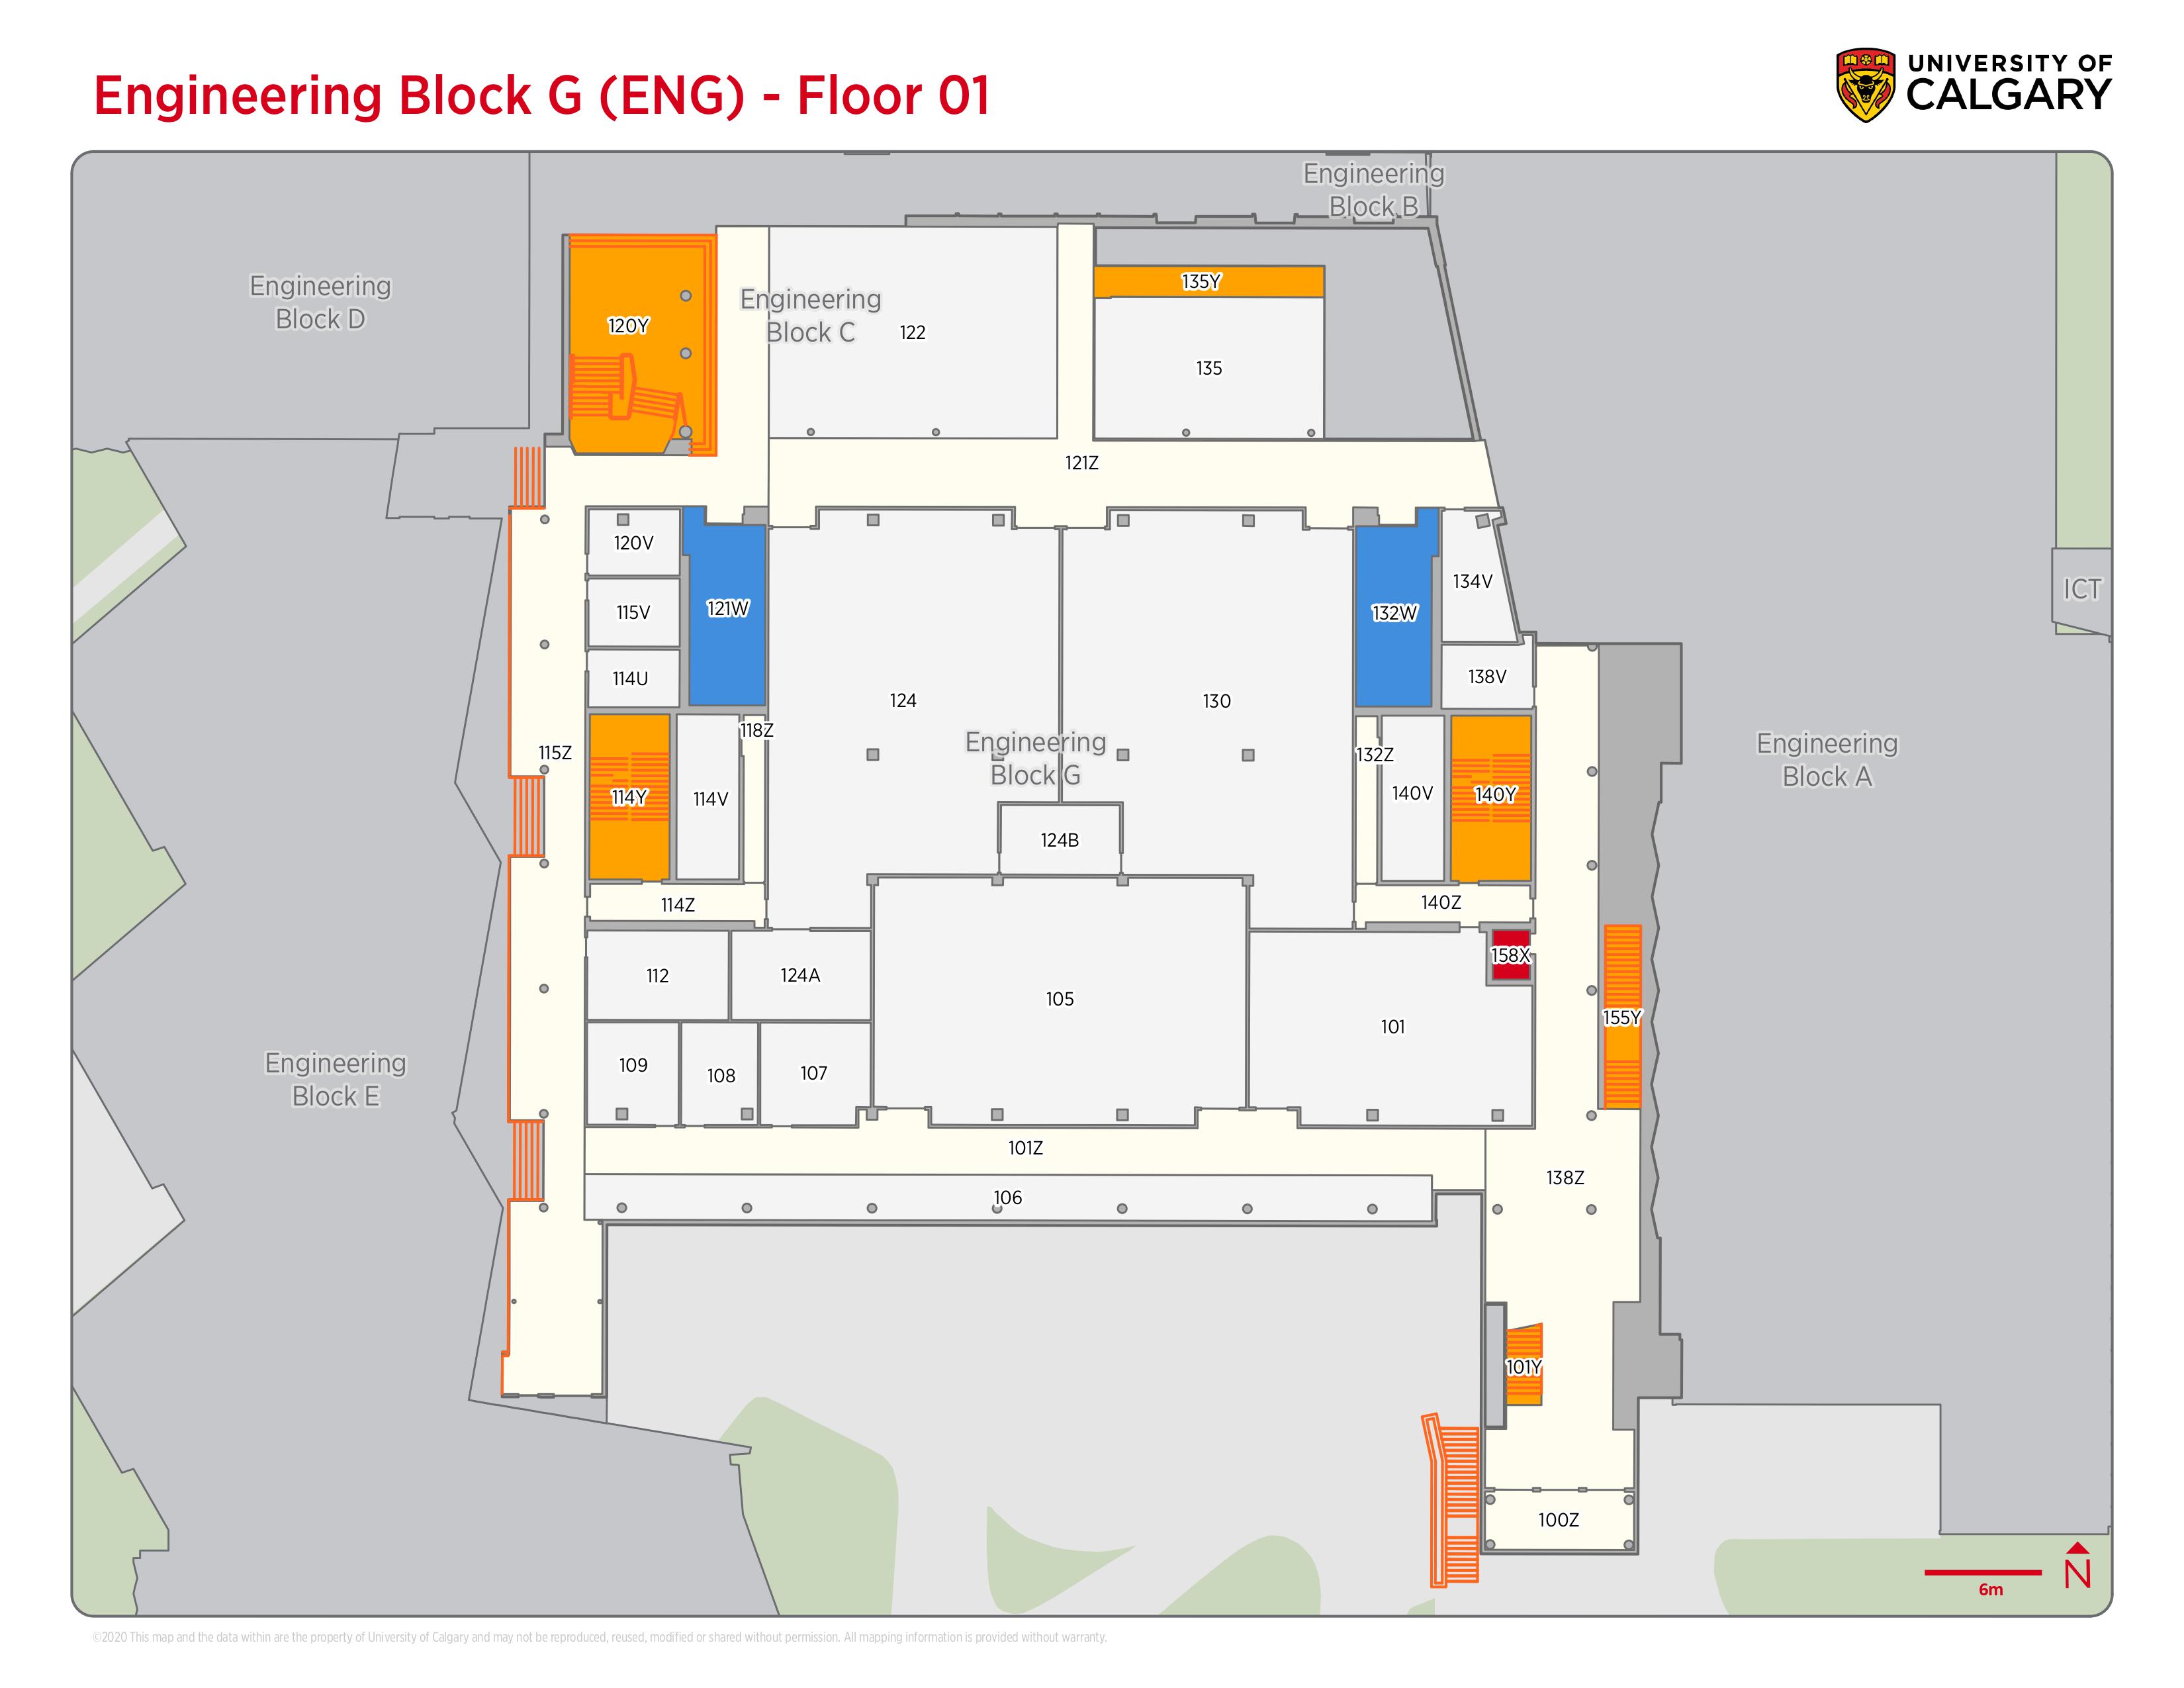 Engineering Block G (ENG) - Floor 01
UNIVERSITY OF
CALGARY
Engineering
Block B
Engineering
Block D
120Y
Engineering
Block C
122
135Y
135
121Z
120V
115V
114U
121W
132W
134V
138V
ICT
124
130
118Z
115Z
114Y
114V
Engineering
Block G
132Z
140V
140Y
Engineering
Block A
124B
114Z
140Z
112
124A
105
158X
101
155Y
109
108
107
Engineering
Block E
101Z
106
138Z
101Y
100Z
6m
N
©2020 This map and the data within are the property of University of Calgary and may not be reproduced, reused, modified or shared without permission. All mapping information is provided without warranty.